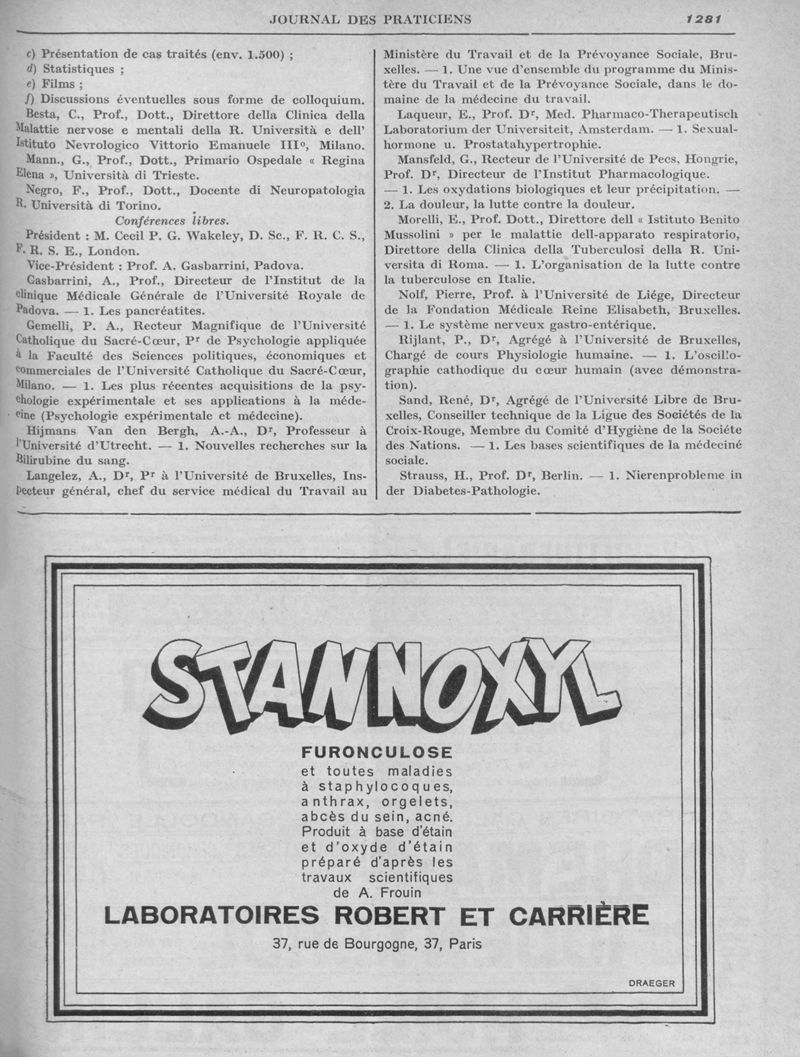 JOURNAL DES PRATICIENS 1281
c) Présentation de cas traités (env. 1.500) ;
d) Statistiques ;
e) Films ;
f) Discussions éventuelles sous forme de colloquium.
Besta, C., Prof., Dott., Direttore della Clinica della
Malattie nervose e mentali della R. Università e dell'
Istituto Nevrologico Vittorio Emanuele IIIº, Milano.
Mann., G., Prof., Dott., Primario Ospedale « Regina
Elena », Università di Trieste.
Negro, F., Prof., Dott., Docente di Neuropatologia
R. Università di Torino.
Conférences libres.
Président : M. Cecil P. G. Wakeley, D. Sc., F. R. C. S.,
F. R. S. E., London.
Vice-Président : Prof. A. Gasbarrini, Padova.
Gasbarini, A., Prof., Directeur de l'Institut de la
clinique Médicale Générale de l'Université Royale de
Padova. — 1. Les pancréatites.
Gemelli, P. A., Recteur Magnifique de l'Université
Catholique du Sacré-Cœur, Pr de Psychologie appliquée
à la Faculté des Sciences politiques, économiques et
commerciales de l'Université Catholique du Sacré-Cœur,
Milano. — 1. Les plus récentes acquisitions de la psy-
chologie expérimentale et ses applications à la méde-
cine (Psychologie expérimentale et médecine).
Hijmans Van den Bergh, A.-A., Dr, Professeur à
l'Université d'Utrecht. — 1. Nouvelles recherches sur la
Bilirubine du sang.
Langelez, A., Dr, Pr à l'Université de Bruxelles, Ins-
pecteur général, chef du service médical du Travail au
Ministère du Travail et de la Prévoyance Sociale, Bru-
xelles. — 1. Une vue d'ensemble du programme du Minis-
tère du Travail et de la Prévoyance Sociale, dans le do-
maine de la médecine du travail.
Laqueur, E., Prof. Dr, Med. Pharmaco-Therapeutisch
Laboratorium der Universiteit, Amsterdam. — 1. Sexual-
hormone u. Prostatahypertrophie.
Mansfeld, G., Recteur de l'Université de Pecs, Hongrie,
Prof. Dr, Directeur de l'Institut Pharmacologique.
— 1. Les oxydations biologiques et leur précipitation. —
2. La douleur, la lutte contre la douleur.
Morelli, E., Prof. Dott., Direttore dell « Istituto Benito
Mussolini » per le malattie dell-apparato respiratorio,
Direttore della Clinica della Tuberculosi della R. Uni-
versita di Roma. — 1. L'organisation de la lutte contre
la tuberculose en Italie.
Nolf, Pierre, Prof. à l'Université de Liége, Directeur
de la Fondation Médicale Reine Elisabeth, Bruxelles.
— 1. Le système nerveux gastro-entérique.
Rijlant, P., Dr, Agrégé à l'Université de Bruxelles,
Chargé de cours Physiologie humaine. — 1. L'oscillo-
graphie cathodique du cœur humain (avec démonstra-
tion).
Sand, René, Dr, Agrégé de l'Université Libre de Bru-
xelles, Conseiller technique de la Ligue des Sociétés de la
Croix-Rouge, Membre du Comité d'Hygiène de la Sociéte
des Nations. — 1. Les bases scientifiques de la médeciné
sociale.
Strauss, H., Prof. Dr, Berlin. — 1. Nierenprobleme in
der Diabetes-Pathologie.
STANNOXYL
FURONCULOSE
et toutes maladies
à staphylocoques,
anthrax, orgelets,
abcès du sein, acné.
Produit à base d'étain
et d'oxyde d'étain
préparé d'après les
travaux scientifiques
de A. Frouin
LABORATOIRES ROBERT ET CARRIÈRE
37, rue de Bourgogne, 37, Paris
DRAEGER